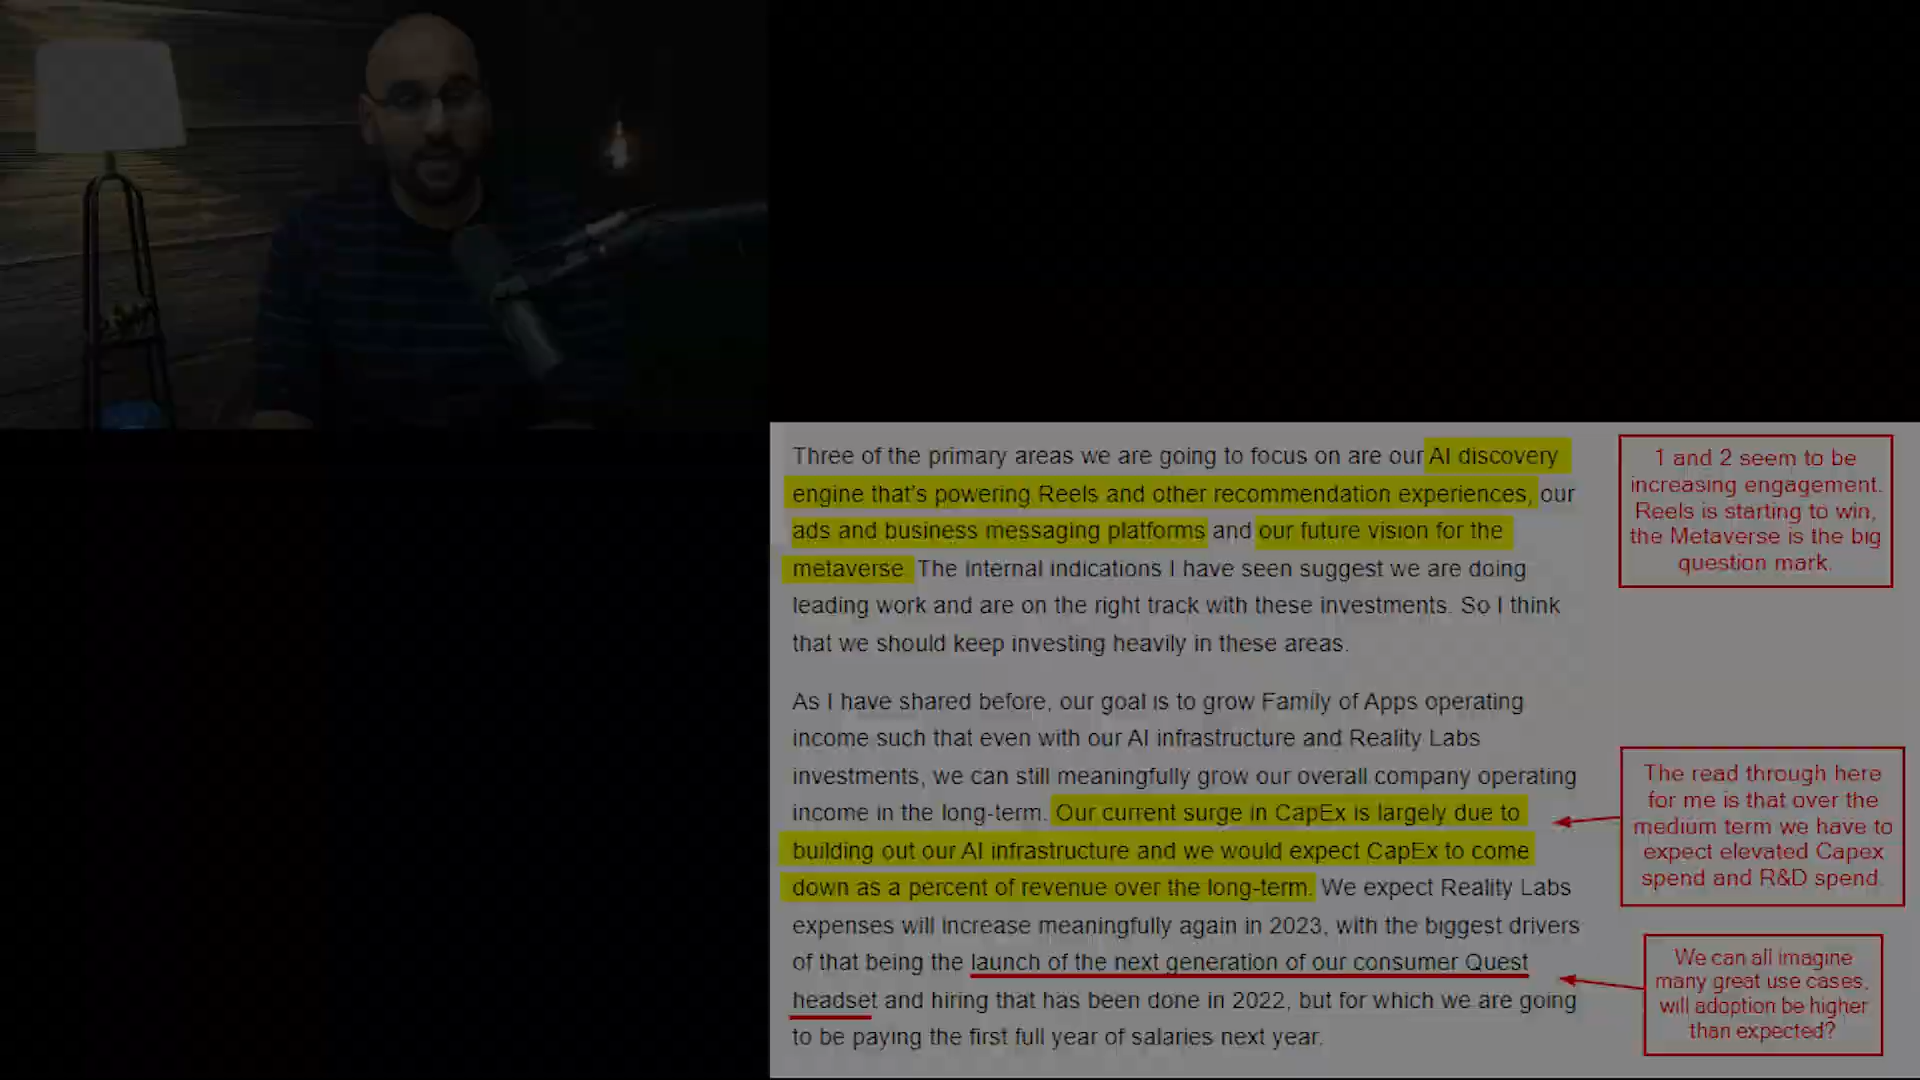 Three of the primary areas we are going to focus on are our AI discovery
engine that's powering Reels and other recommendation experiences, our
ads and business messaging platforms and our future vision for the
metaverse. The internal indications I have seen suggest we are doing
leading work and are on the right track with these investments. So I think
that we should keep investing heavily in these areas.
As I have shared before, our goal is to grow Family of Apps operating
income such that even with our AI infrastructure and Reality Labs
investments, we can still meaningfully grow our overall company operating
income in the long-term. Our current surge in CapEx is largely due to
building out our AI infrastructure and we would expect CapEx to come
down as a percent of revenue over the long-term. We expect Reality Labs
expenses will increase meaningfully again in 2023, with the biggest drivers
of that being the launch of the next generation of our consumer Quest
headset and hiring that has been done in 2022, but for which we are going
to be paying the first full year of salaries next year.
1 and 2 seem to be
increasing engagement.
Reels is starting to win,
the Metaverse is the big
question mark.
The read through here
for me is that over the
medium term we have to
expect elevated Capex
spend and R&D spend.
We can all imagine
many great use cases,
will adoption be higher
than expected?